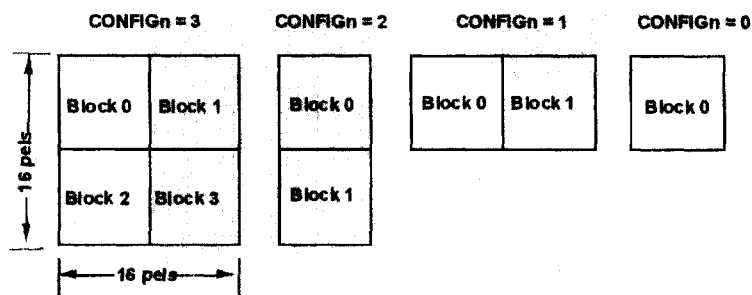 CONFIGn = 3 CONFIGn = 2 CONFIGn = 1 CONFIGn = 0
Block 0 Block 1 Block 0 Block 0 Block 1 Block 0
16 pels
Block 2 Block 3 Block 1
16 pels